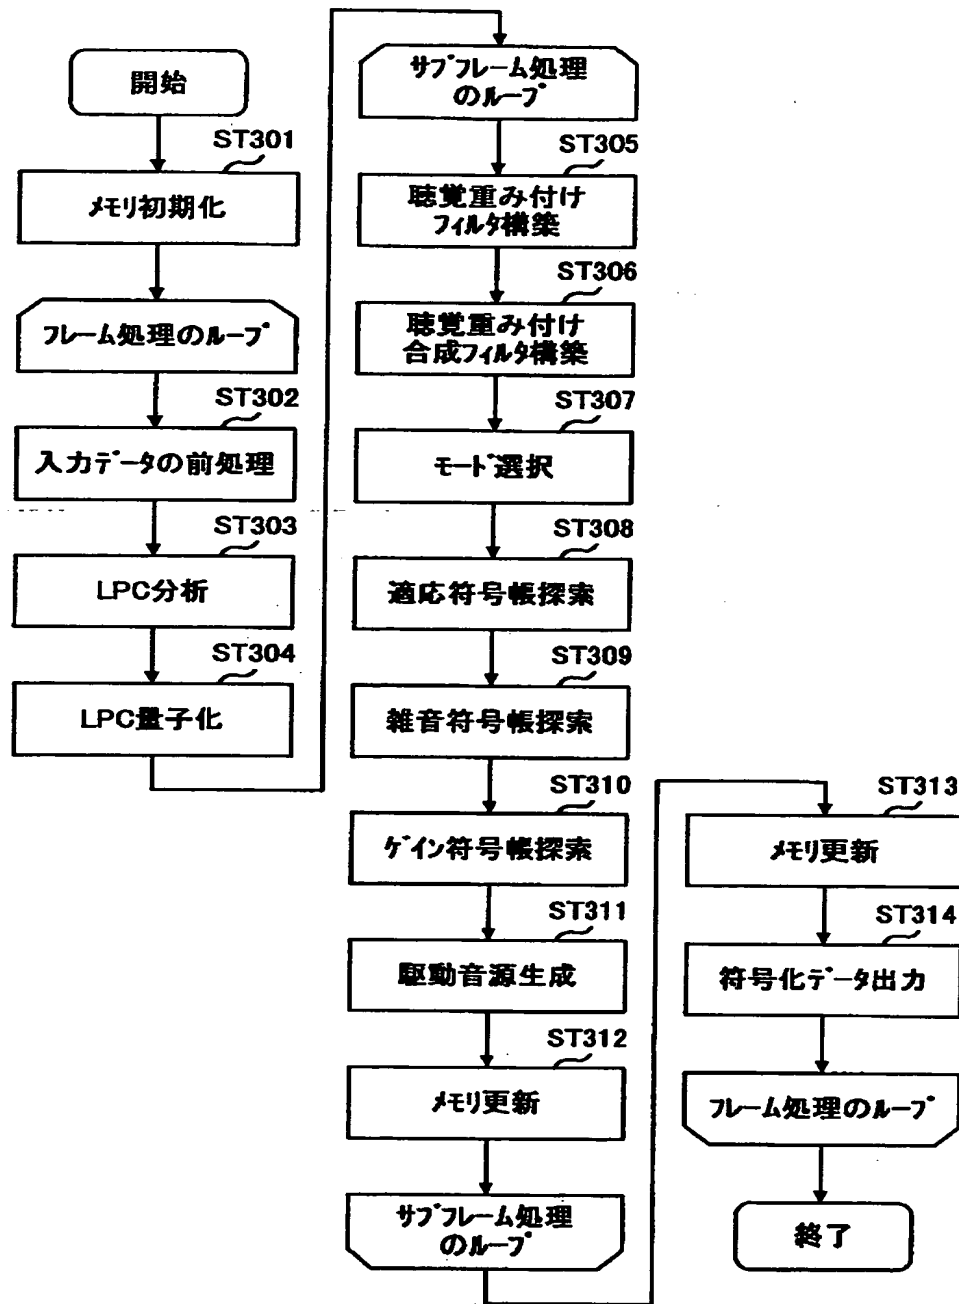 開始
ST301
メモリ初期化
フレーム処理のループ
ST302
入力データの前処理
ST303
LPC分析
ST304
LPC量子化
サブフレーム処理
のループ
ST305
聴覚重み付け
フィルタ構築
ST306
聴覚重み付け
合成フィルタ構築
ST307
モード選択
ST308
適応符号帳探索
ST309
雑音符号帳探索
ST310
ゲイン符号帳探索
ST311
駆動音源生成
ST312
メモリ更新
サブフレーム処理
のループ
ST313
メモリ更新
ST314
符号化データ出力
フレーム処理のループ
終了